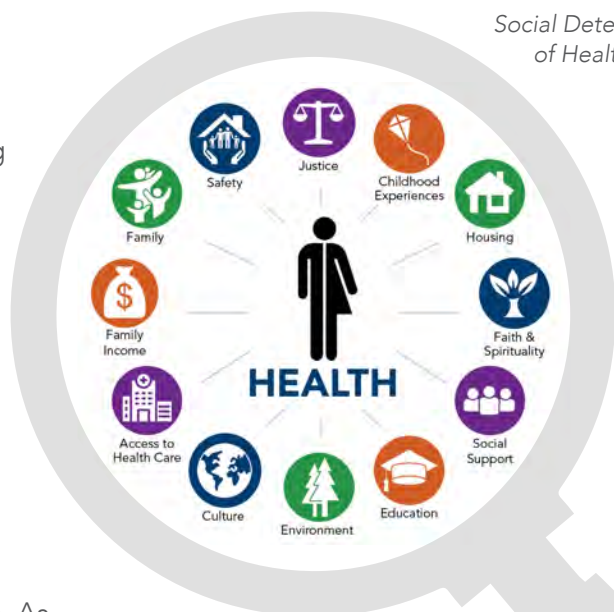 Social Dete
of Healt
g
Justice
Safety
Childhood
Experiences
Family
Housing
$
Family
Income
Faith &
Spirituality
HEALTH
Access to
Health Care
Social
Support
Culture
Education
Environment
As